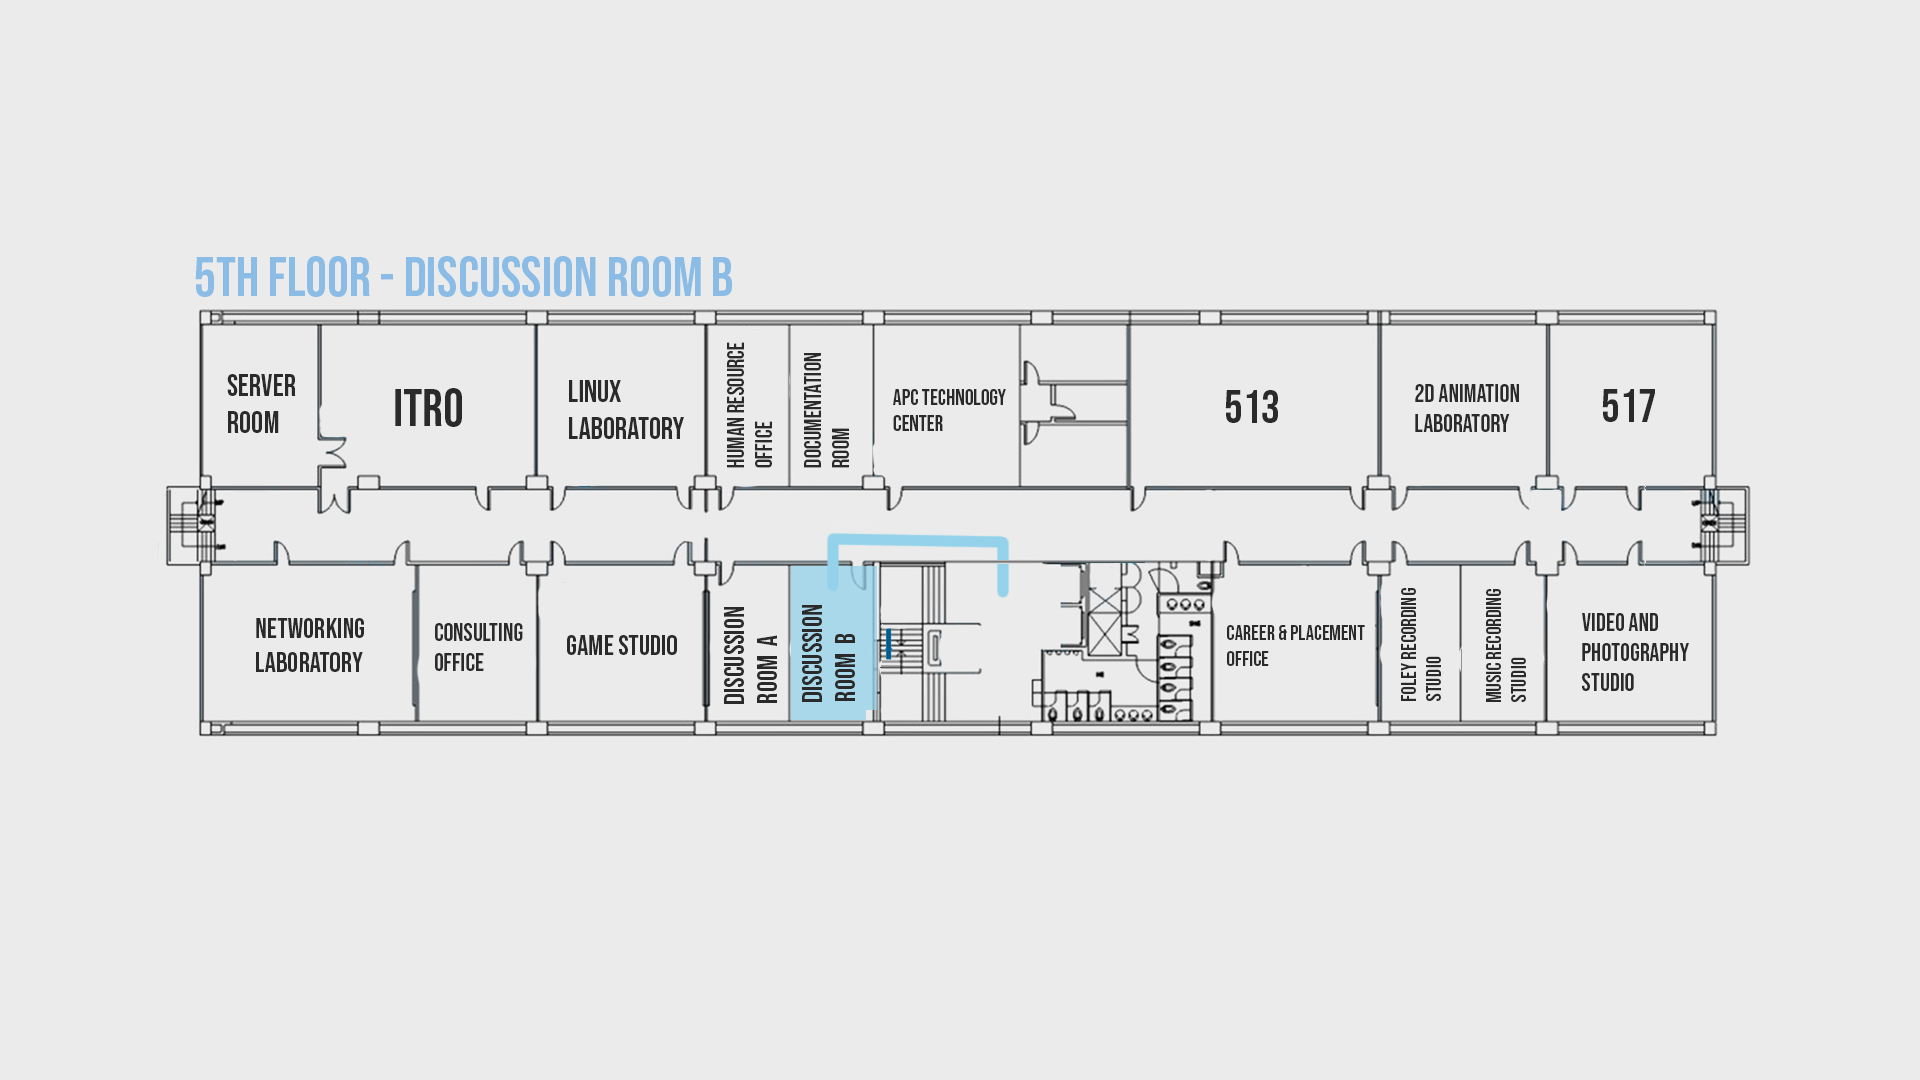 5TH FLOOR - DISCUSSION ROOM B
SERVER
ROOM
ITRO
LINUX
LABORATORY
HUMAN RESOURCE
OFFICE
DOCUMENTATION
ROOM
APC TECHNOLOGY
CENTER
513
2D ANIMATION
LABORATORY
517
NETWORKING
LABORATORY
CONSULTING
OFFICE
GAME STUDIO
DISCUSSION
ROOM A
DISCUSSION
ROOM B
CAREER & PLACEMENT
OFFICE
FOLEY RECORDING
STUDIO
MUSIC RECORDING
STUDIO
VIDEO AND
PHOTOGRAPHY
STUDIO